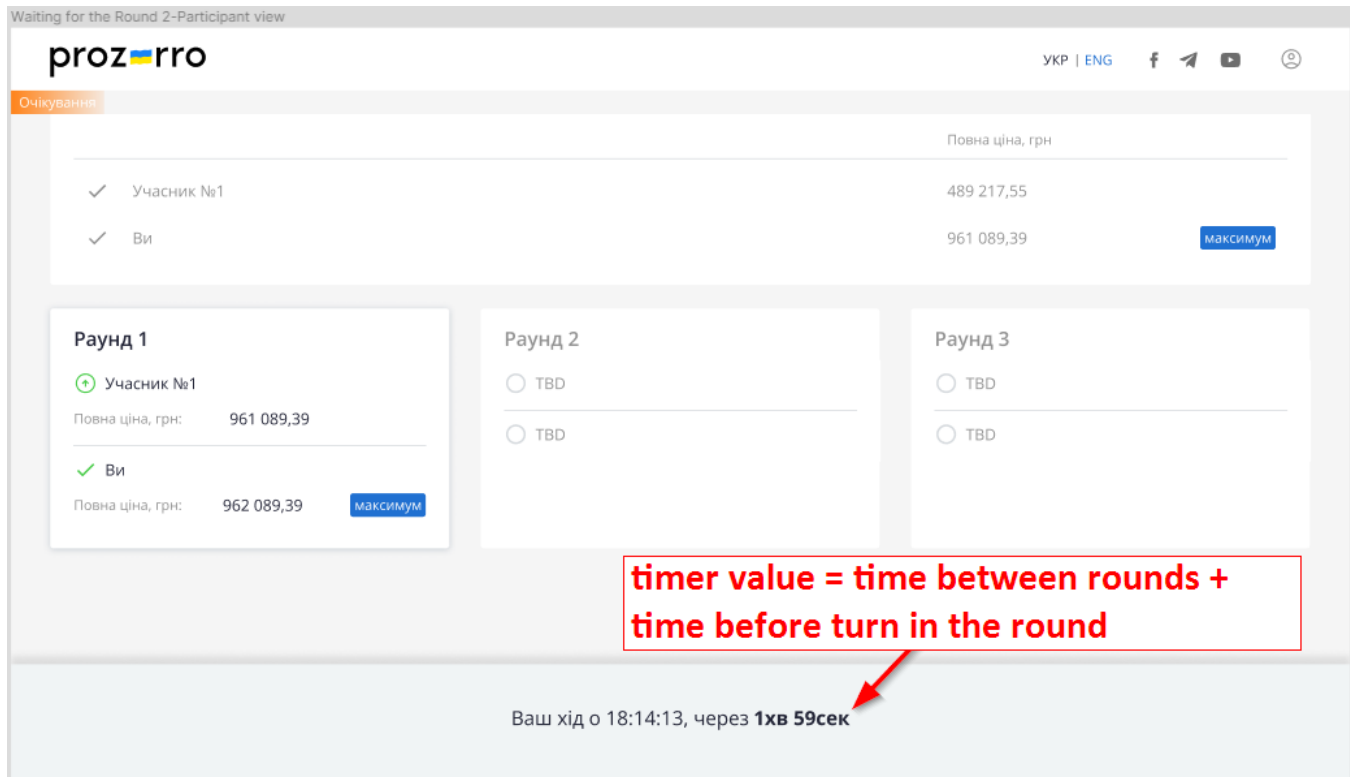 Waiting for the Round 2-Participant view
prozorro
УКР | ENG
Очікування
Повна ціна, грн
Учасник №1 489 217,55
Ви 961 089,39 максимум
Раунд 1
Учасник №1
Повна ціна, грн: 961 089,39
Ви
Повна ціна, грн: 962 089,39 максимум
Раунд 2
TBD
TBD
Раунд 3
TBD
TBD
timer value = time between rounds +
time before turn in the round
Ваш хід о 18:14:13, через 1хв 59сек